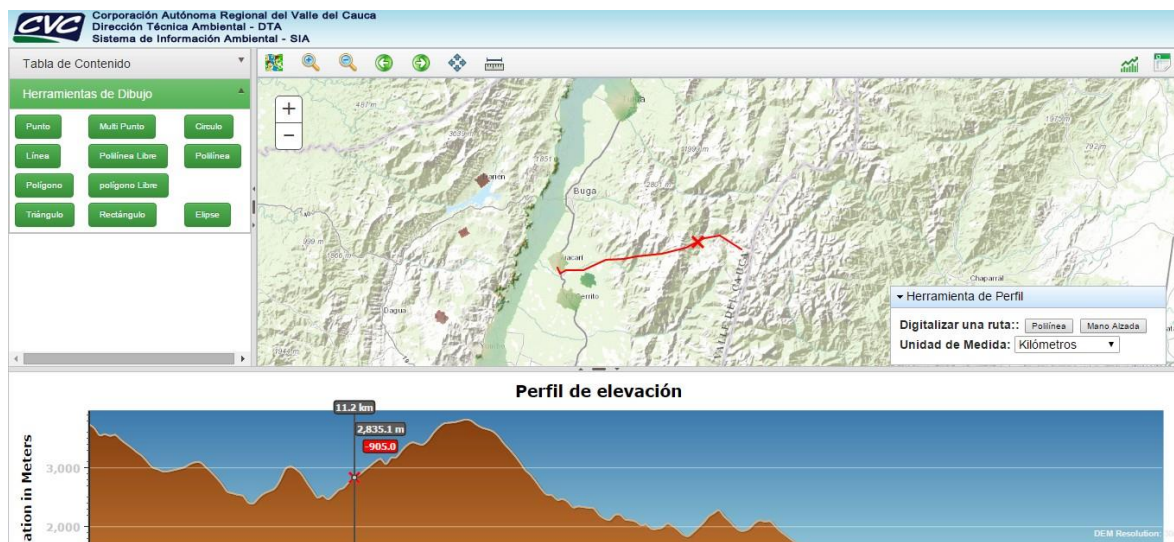 CVC
Corporación Autónoma Regional del Valle del Cauca
Dirección Técnica Ambiental - DTA
Sistema de Información Ambiental - SIA
Tabla de Contenido
Herramientas de Dibujo
Punto
Multi Punto
Circulo
Línea
Polilínea Libre
Polilínea
Polígono
polígono Libre
Triángulo
Rectángulo
Elipse
+
−
Buga
Dagua
Chaparral
VALLE DEL CAUCA
Herramienta de Perfil
Digitalizar una ruta:: Polilínea Mano Alzada
Unidad de Medida: Kilómetros
Perfil de elevación
11.2 km
2,835.1 m
-905.0
3,000
2,000
ation in Meters
DEM Resolution: